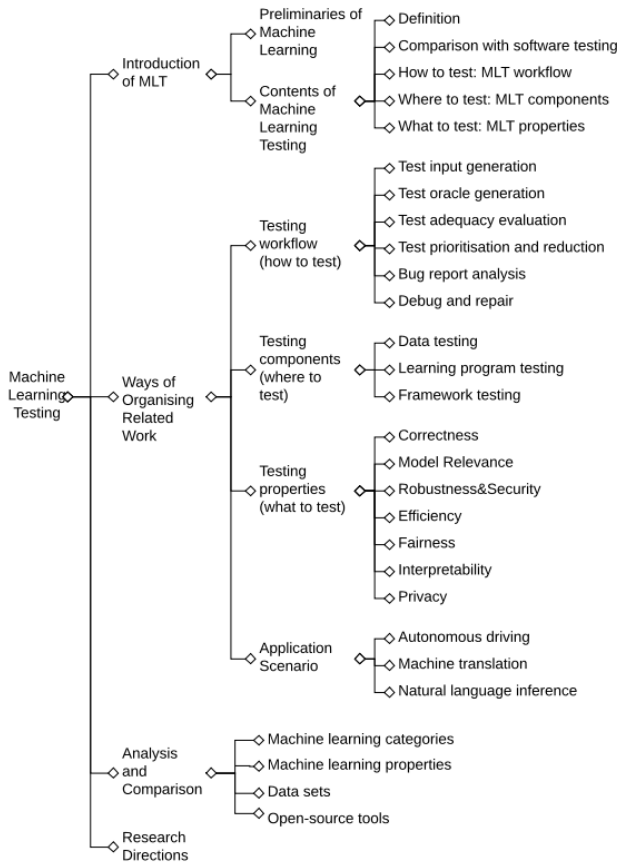 Machine
Learning
Testing
Introduction
of MLT
Preliminaries of
Machine
Learning
Contents of
Machine
Learning
Testing
Definition
Comparison with software testing
How to test: MLT workflow
Where to test: MLT components
What to test: MLT properties
Ways of
Organising
Related
Work
Testing
workflow
(how to test)
Test input generation
Test oracle generation
Test adequacy evaluation
Test prioritisation and reduction
Bug report analysis
Debug and repair
Testing
components
(where to
test)
Data testing
Learning program testing
Framework testing
Testing
properties
(what to test)
Correctness
Model Relevance
Robustness&Security
Efficiency
Fairness
Interpretability
Privacy
Application
Scenario
Autonomous driving
Machine translation
Natural language inference
Analysis
and
Comparison
Machine learning categories
Machine learning properties
Data sets
Open-source tools
Research
Directions